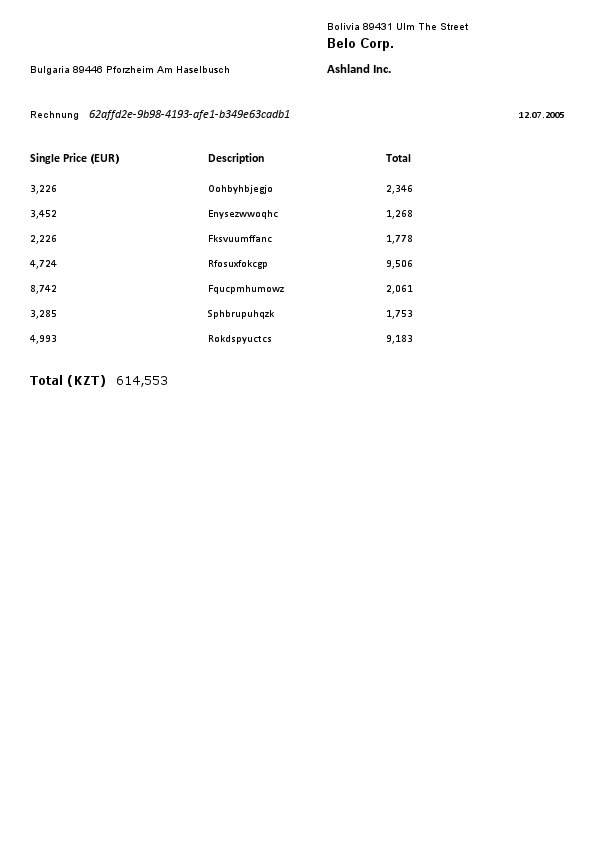 Bolivia 89431 Ulm The Street
Belo Corp.
Bulgaria 89446 Pforzheim Am Haselbusch Ashland Inc.
Rechnung 62affd2e-9b98-4193-afe1-b349e63cadb1 12.07.2005
Single Price (EUR) Description Total
3,226 Oohbyhbjegjo 2,346
3,452 Enysezwwoqhc 1,268
2,226 Fksvuumffanc 1,778
4,724 Rfosuxfokcgp 9,506
8,742 Fqucpmhumowz 2,061
3,285 Sphbrupuhqzk 1,753
4,993 Rokdspyuctcs 9,183
Total (KZT) 614,553